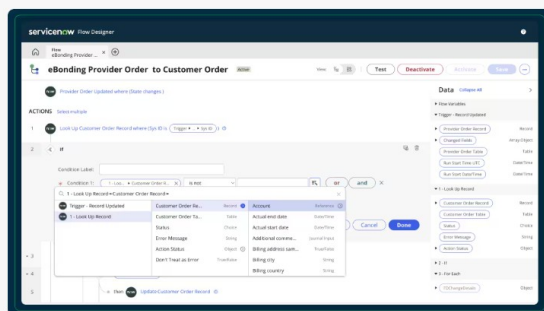 servicenow Flow Designer
Flow
eBonding Provider ... × +
eBonding Provider Order to Customer Order Active View: Test Deactivate Activate Save ...
Provider Order Updated where (State changes)
ACTIONS Select multiple
1 Look Up Customer Order Record where (Sys ID is Trigger ▸ ... ▸ Sys ID)
2 If
Condition Label:
Condition 1: 1 - Loo... ▸ Customer Order R... × is not or and ×
1 - Look Up Record▸Customer Order Record▸
Trigger - Record Updated
1 - Look Up Record
Customer Order Re... Record
Customer Order Ta... Table
Status Choice
Error Message String
Action Status Object
Don't Treat as Error True/False
Account Reference
Actual end date Date/Time
Actual start date Date/Time
Additional comme... Journal Input
Billing address sam... True/False
Billing city String
Billing country String
Cancel Done
3
4
5 then Update Customer Order Record
Data Collapse All
Flow Variables
Trigger - Record Updated
Provider Order Record Record
Changed Fields Array.Object
Provider Order Table Table
Run Start Time UTC Date/Time
Run Start Date/Time Date/Time
1 - Look Up Record
Customer Order Record Record
Customer Order Table Table
Status Choice
Error Message String
Action Status Object
2 - If
3 - For Each
Object